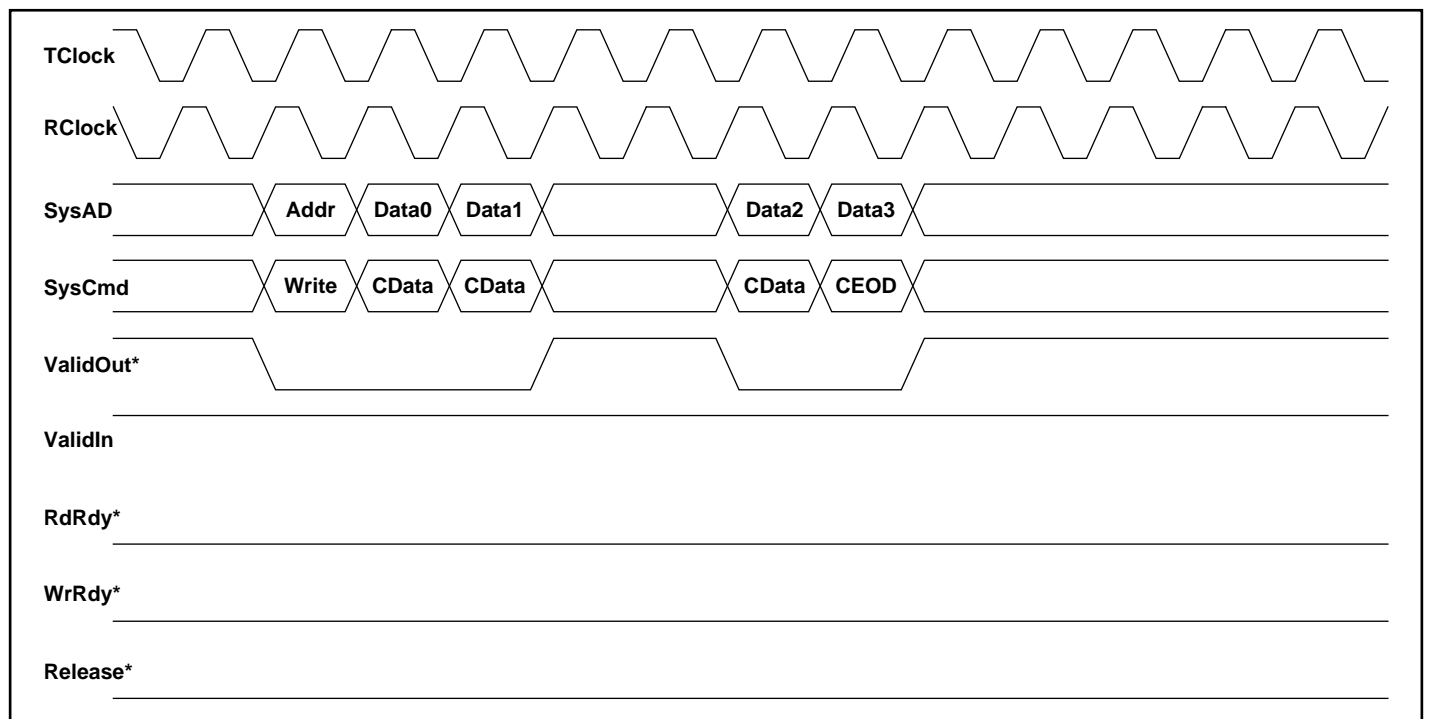 TClock
RClock
SysAD Addr Data0 Data1 Data2 Data3
SysCmd Write CData CData CData CEOD
ValidOut*
ValidIn
RdRdy*
WrRdy*
Release*